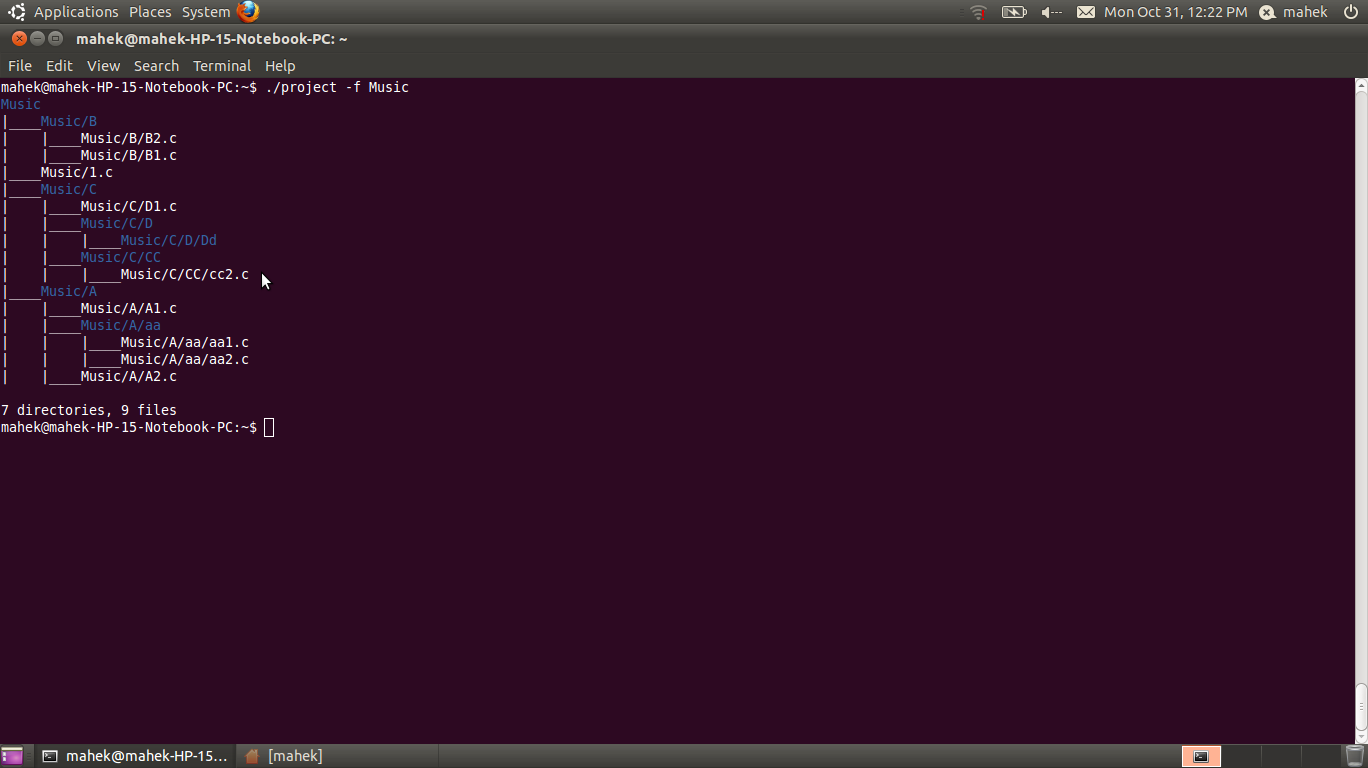 Applications Places System Mon Oct 31, 12:22 PM mahek
mahek@mahek-HP-15-Notebook-PC: ~
File Edit View Search Terminal Help
mahek@mahek-HP-15-Notebook-PC:~$ ./project -f Music
Music
|____Music/B
|    |____Music/B/B2.c
|    |____Music/B/B1.c
|____Music/1.c
|____Music/C
|    |____Music/C/D1.c
|    |____Music/C/D
|    |    |____Music/C/D/Dd
|    |____Music/C/CC
|    |    |____Music/C/CC/cc2.c
|____Music/A
|    |____Music/A/A1.c
|    |____Music/A/aa
|    |    |____Music/A/aa/aa1.c
|    |    |____Music/A/aa/aa2.c
|    |____Music/A/A2.c
7 directories, 9 files
mahek@mahek-HP-15-Notebook-PC:~$
mahek@mahek-HP-15... [mahek]